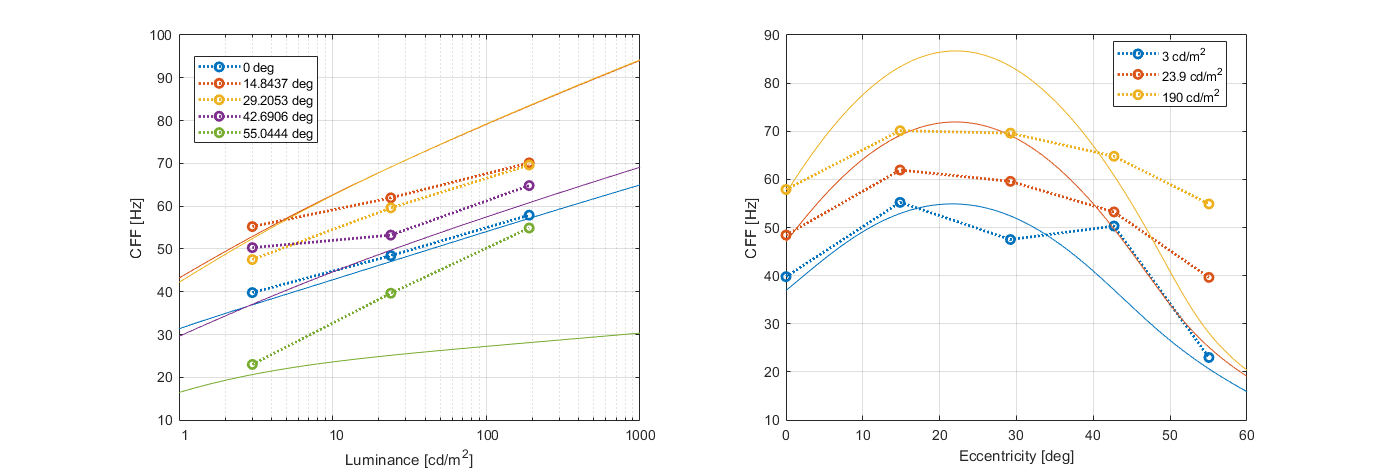 100
90
80
70
60
50
40
30
20
10
CFF [Hz]
0 deg
14.8437 deg
29.2053 deg
42.6906 deg
55.0444 deg
1
10
100
1000
Luminance [cd/m²]
90
80
70
60
50
40
30
20
10
CFF [Hz]
3 cd/m²
23.9 cd/m²
190 cd/m²
0
10
20
30
40
50
60
Eccentricity [deg]